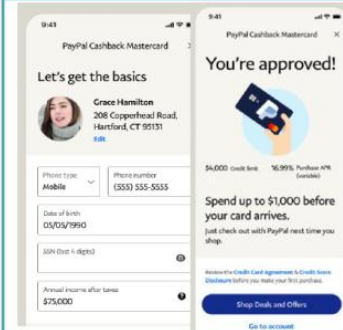 9:41
PayPal Cashback Mastercard
Let's get the basics
Grace Hamilton
208 Copperhead Road,
Hartford, CT 95131
Edit
Phone type
Mobile
Phone number
(555) 555-5555
Date of birth
05/05/1990
SSN (last 4 digits)
Annual income after taxes
$75,000
9:41
PayPal Cashback Mastercard
You're approved!
$4,000 Credit limit
16.99% Purchase APR
(variable)
Spend up to $1,000 before
your card arrives.
Just check out with PayPal next time you
shop.
Review the Credit Card Agreement & Credit Score
Disclosure before you make your first purchase.
Shop Deals and Offers
Go to account